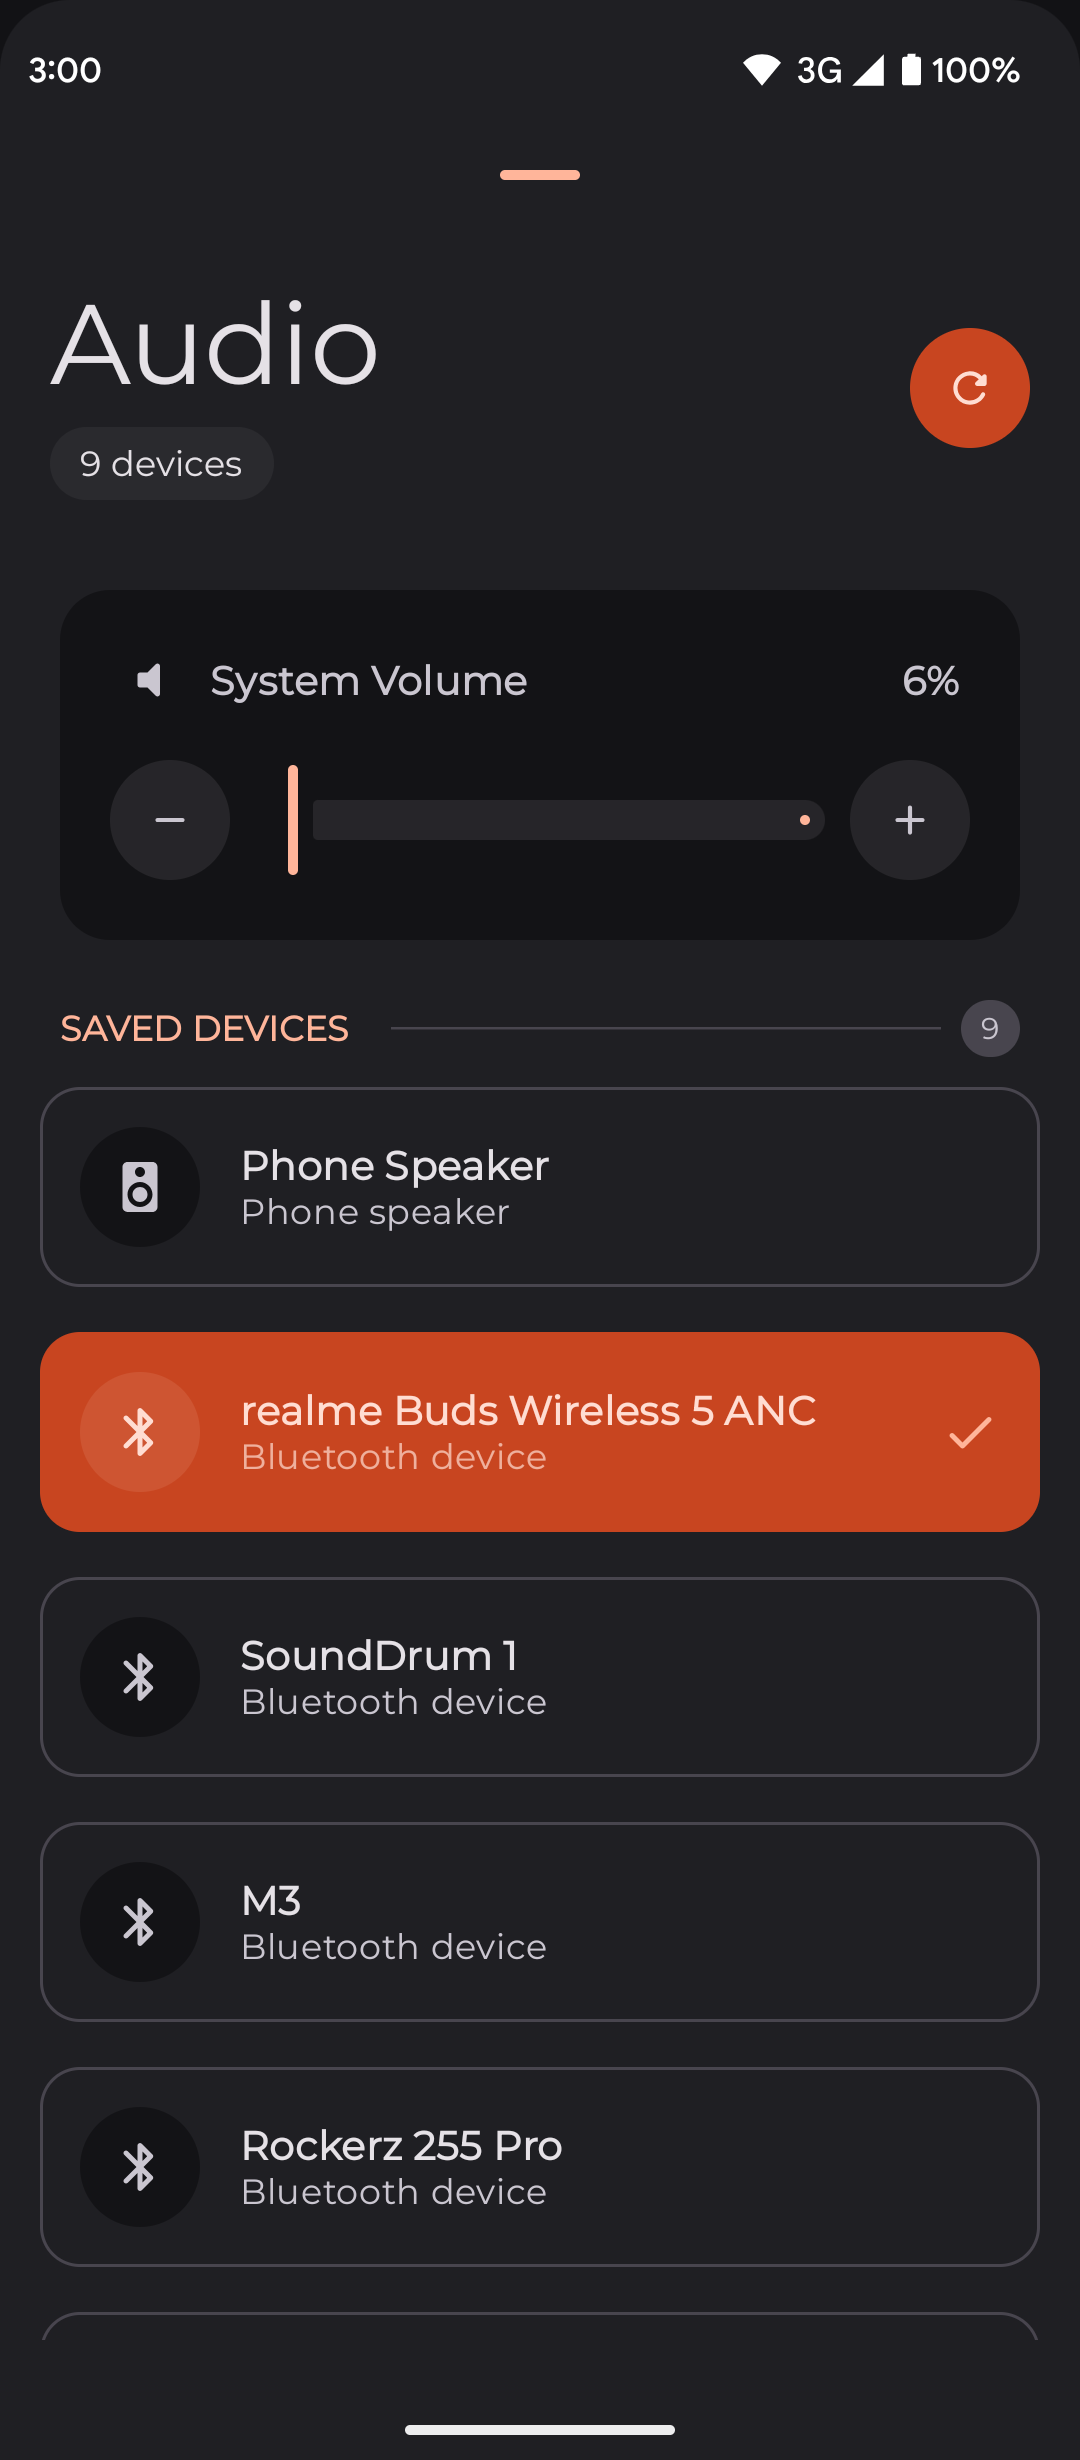 3:00
3G 100%
Audio
9 devices
System Volume 6%
SAVED DEVICES 9
Phone Speaker
Phone speaker
realme Buds Wireless 5 ANC
Bluetooth device
SoundDrum 1
Bluetooth device
M3
Bluetooth device
Rockerz 255 Pro
Bluetooth device